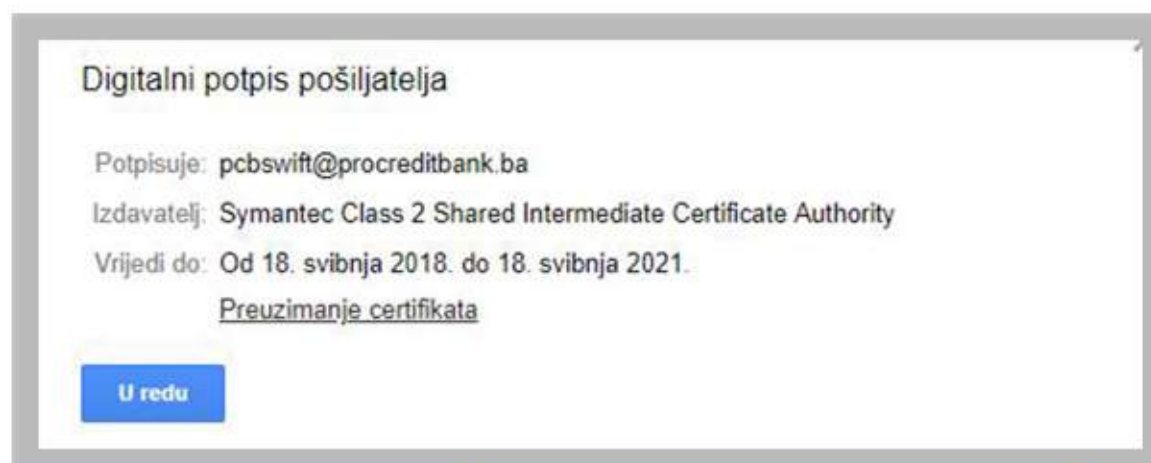 Digitalni potpis pošiljatelja
Potpisuje: pcbswift@procreditbank.ba
Izdavatelj: Symantec Class 2 Shared Intermediate Certificate Authority
Vrijedi do: Od 18. svibnja 2018. do 18. svibnja 2021.
Preuzimanje certifikata
U redu